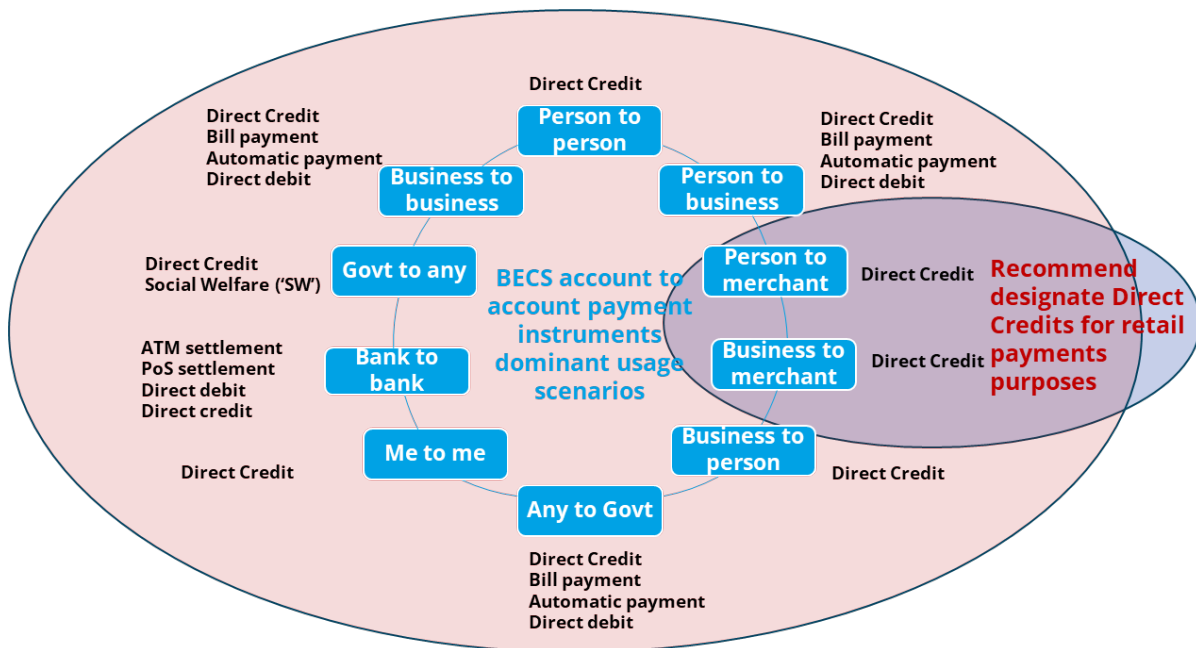 Direct Credit
Person to
person
Direct Credit
Bill payment
Automatic payment
Direct debit
Business to
business
Direct Credit
Bill payment
Automatic payment
Direct debit
Person to
business
Direct Credit
Social Welfare (‘SW’)
Govt to any
BECS account to
account payment
instruments
dominant usage
scenarios
Person to
merchant
Direct Credit
Recommend
designate Direct
Credits for retail
payments
purposes
ATM settlement
PoS settlement
Direct debit
Direct credit
Bank to
bank
Business to
merchant
Direct Credit
Direct Credit
Me to me
Business to
person
Direct Credit
Any to Govt
Direct Credit
Bill payment
Automatic payment
Direct debit